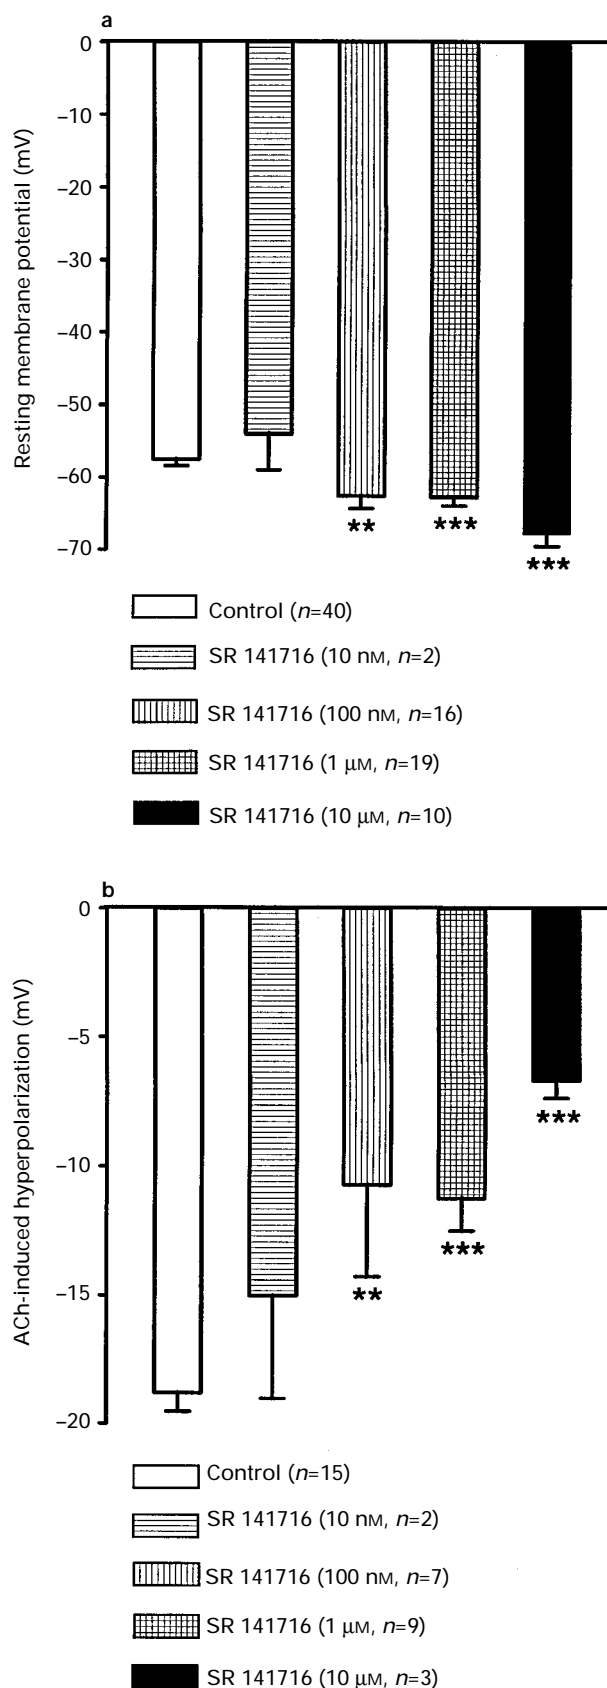 a
0
–10
–20
–30
–40
–50
–60
–70
Resting membrane potential (mV)
**
***
***
Control (n=40)
SR 141716 (10 nM, n=2)
SR 141716 (100 nM, n=16)
SR 141716 (1 μM, n=19)
SR 141716 (10 μM, n=10)
b
0
–5
–10
–15
–20
ACh-induced hyperpolarization (mV)
***
***
**
Control (n=15)
SR 141716 (10 nM, n=2)
SR 141716 (100 nM, n=7)
SR 141716 (1 μM, n=9)
SR 141716 (10 μM, n=3)